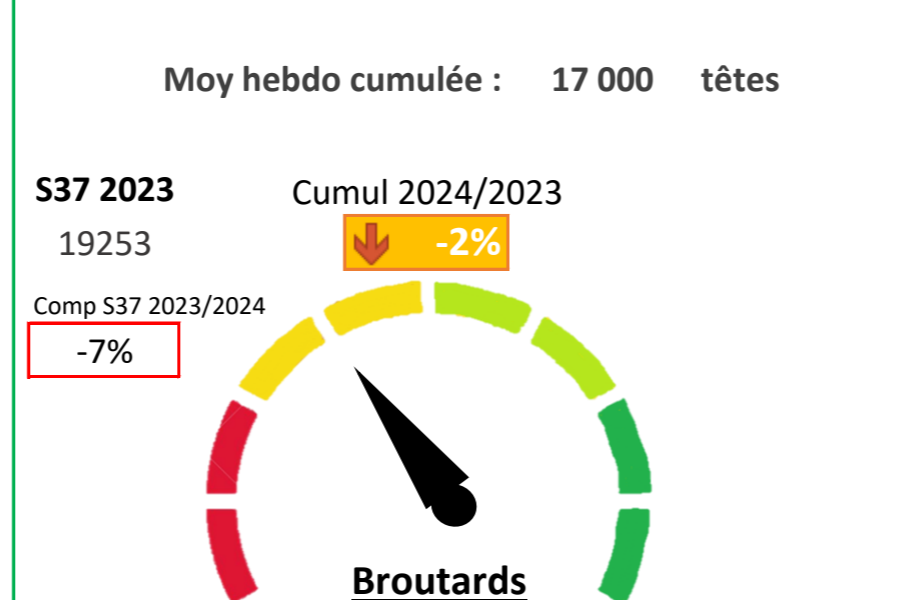 Moy hebdo cumulée : 17 000 têtes
S37 2023
Cumul 2024/2023
19253
-2%
Comp S37 2023/2024
-7%
Broutards